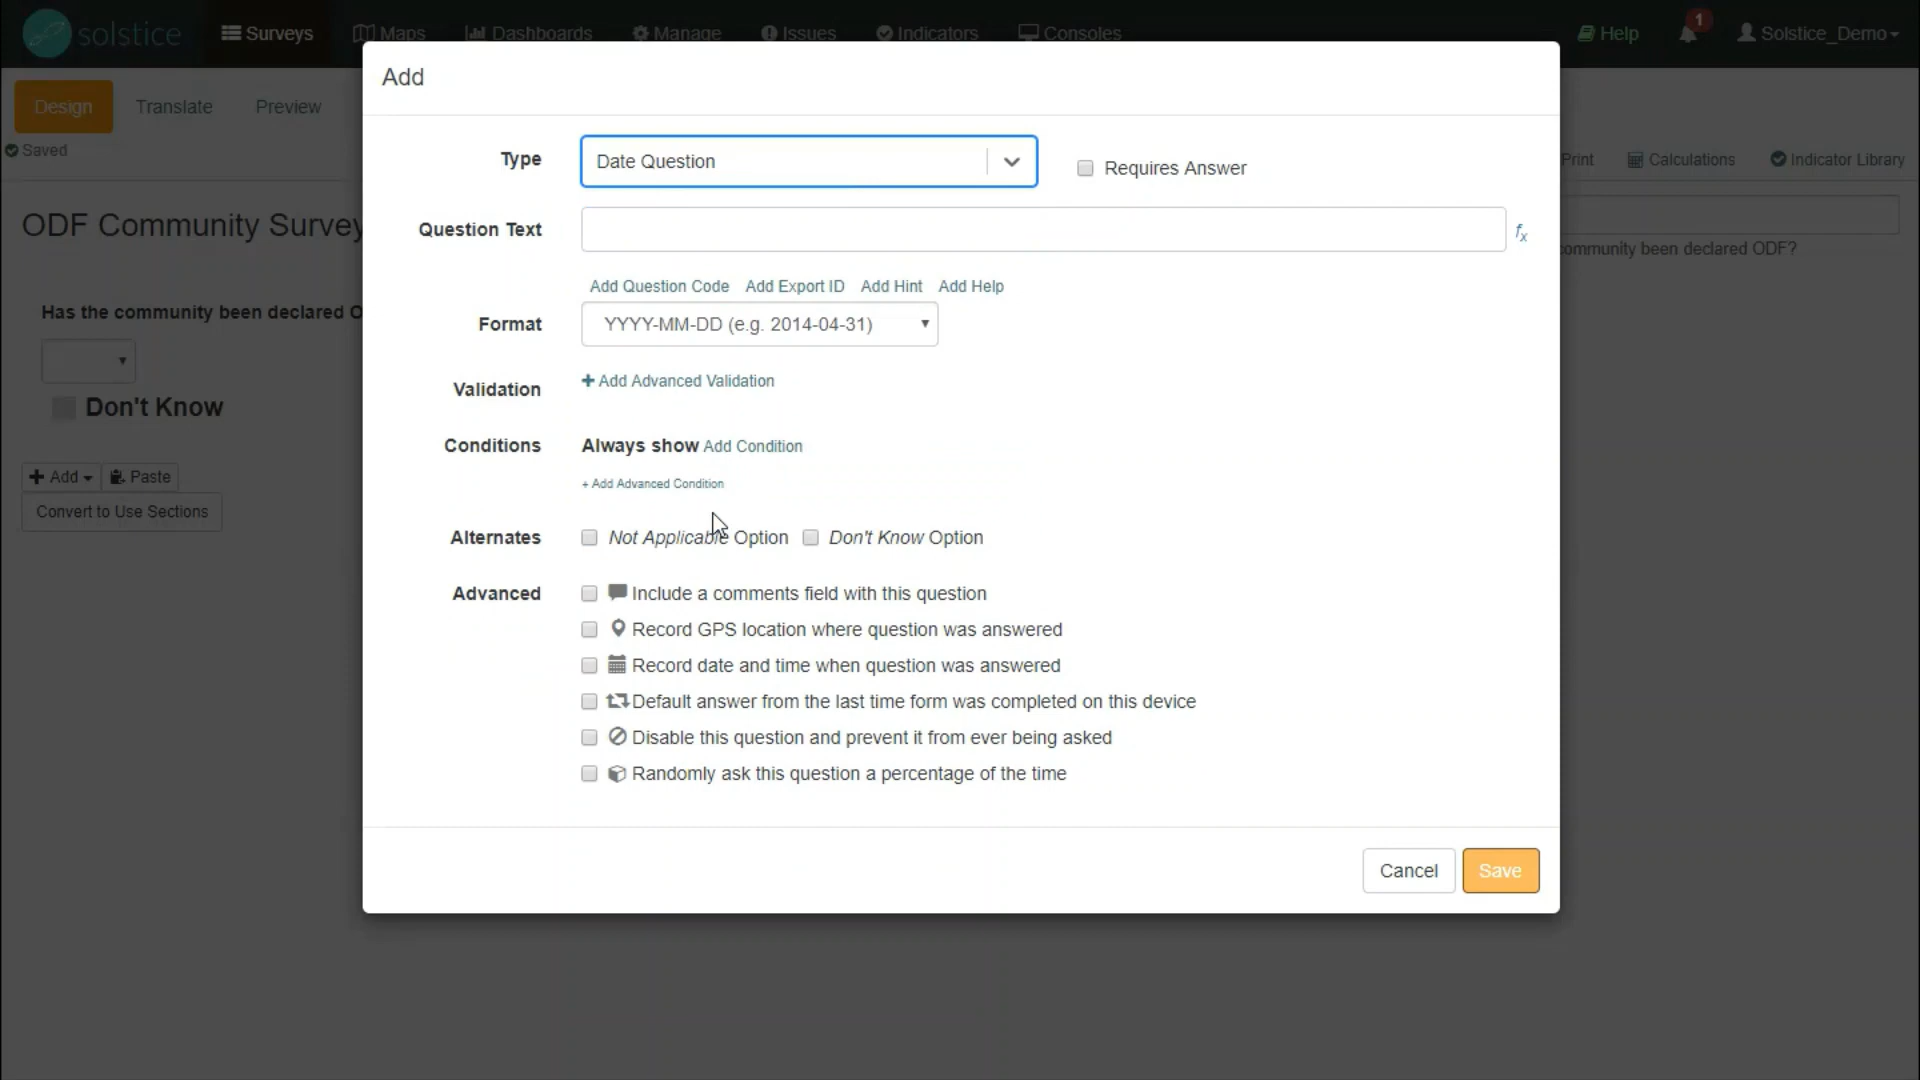 solstice Surveys Maps Dashboards Manage Issues Indicators Consoles Help 1 Solstice_Demo
Add
Design Translate Preview
Saved
Type Date Question Requires Answer
Print Calculations Indicator Library
ODF Community Survey
Question Text fx
community been declared ODF?
Add Question Code Add Export ID Add Hint Add Help
Has the community been declared O
Format YYYY-MM-DD (e.g. 2014-04-31)
Validation + Add Advanced Validation
Don't Know
Conditions Always show Add Condition
+ Add Advanced Condition
+ Add Paste
Convert to Use Sections
Alternates Not Applicable Option Don't Know Option
Advanced Include a comments field with this question
Record GPS location where question was answered
Record date and time when question was answered
Default answer from the last time form was completed on this device
Disable this question and prevent it from ever being asked
Randomly ask this question a percentage of the time
Cancel Save